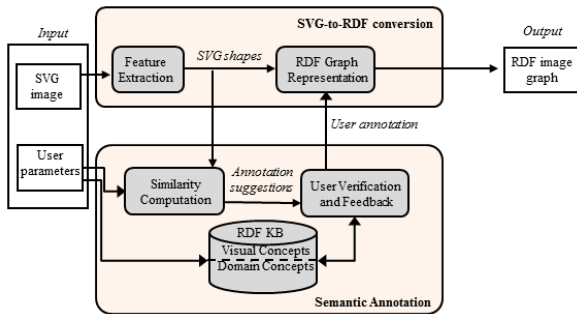 Input
SVG-to-RDF conversion
Output
SVG
image
Feature
Extraction
SVG shapes
RDF Graph
Representation
RDF image
graph
User annotation
User
parameters
Similarity
Computation
Annotation
suggestions
User Verification
and Feedback
RDF KB
Visual Concepts
Domain Concepts
Semantic Annotation